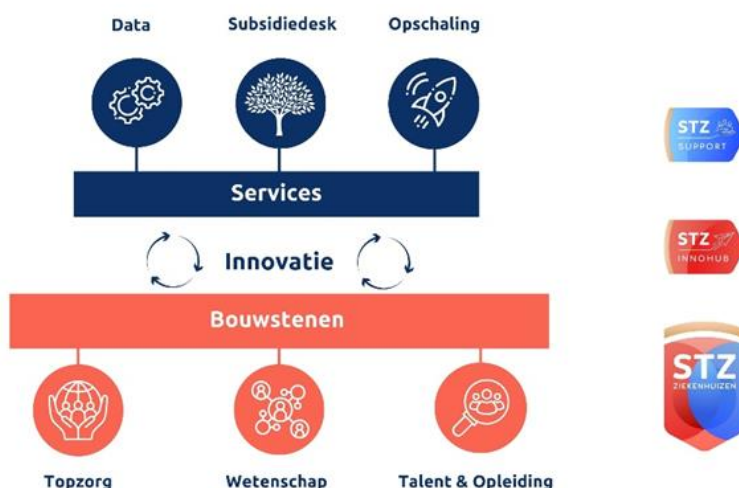 Data
Subsidiedesk
Opschaling
Services
Innovatie
Bouwstenen
Topzorg
Wetenschap
Talent & Opleiding
STZ
SUPPORT
STZ
INNOHUB
STZ
ZIEKENHUIZEN